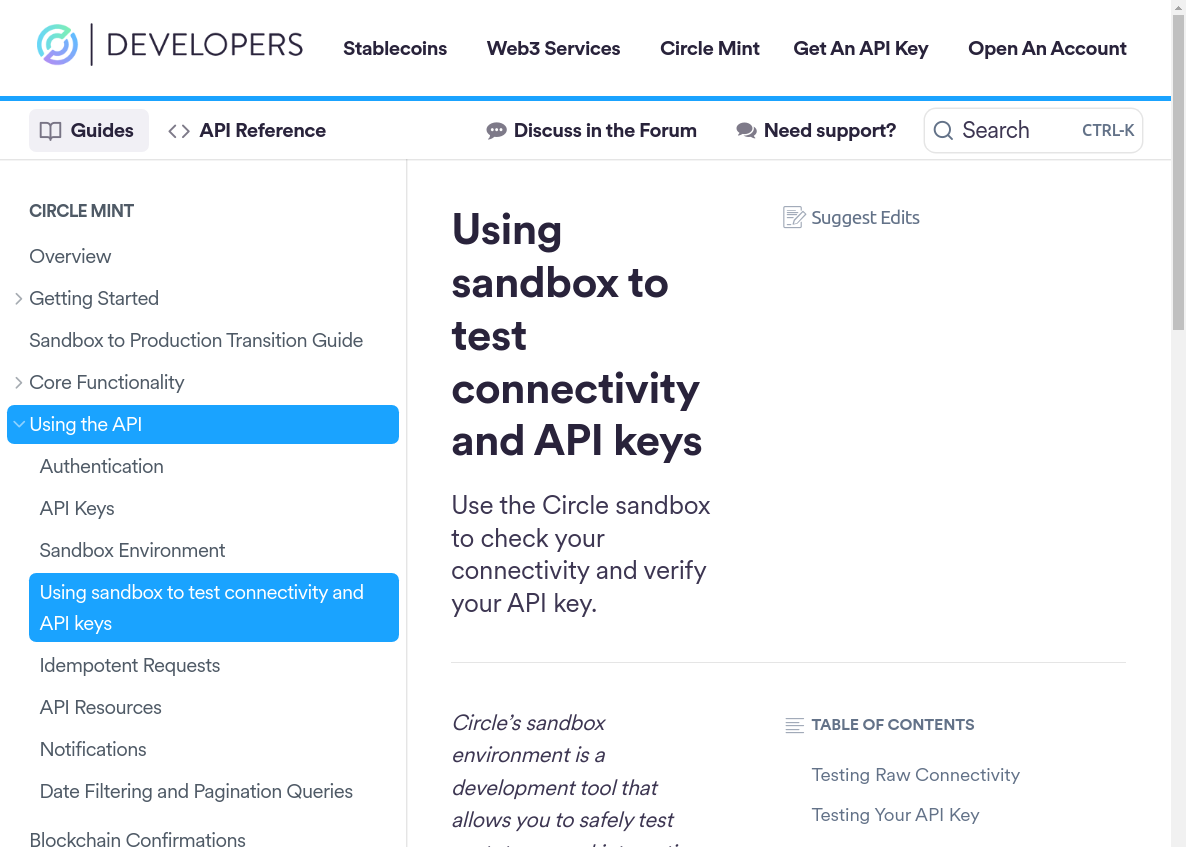 DEVELOPERS
Stablecoins
Web3 Services
Circle Mint
Get An API Key
Open An Account
Guides
API Reference
Discuss in the Forum
Need support?
Search
CTRL-K
CIRCLE MINT
Overview
Getting Started
Sandbox to Production Transition Guide
Core Functionality
Using the API
Authentication
API Keys
Sandbox Environment
Using sandbox to test connectivity and
API keys
Idempotent Requests
API Resources
Notifications
Date Filtering and Pagination Queries
Blockchain Confirmations
Using
sandbox to
test
connectivity
and API keys
Suggest Edits
Use the Circle sandbox
to check your
connectivity and verify
your API key.
Circle's sandbox
environment is a
development tool that
allows you to safely test
TABLE OF CONTENTS
Testing Raw Connectivity
Testing Your API Key